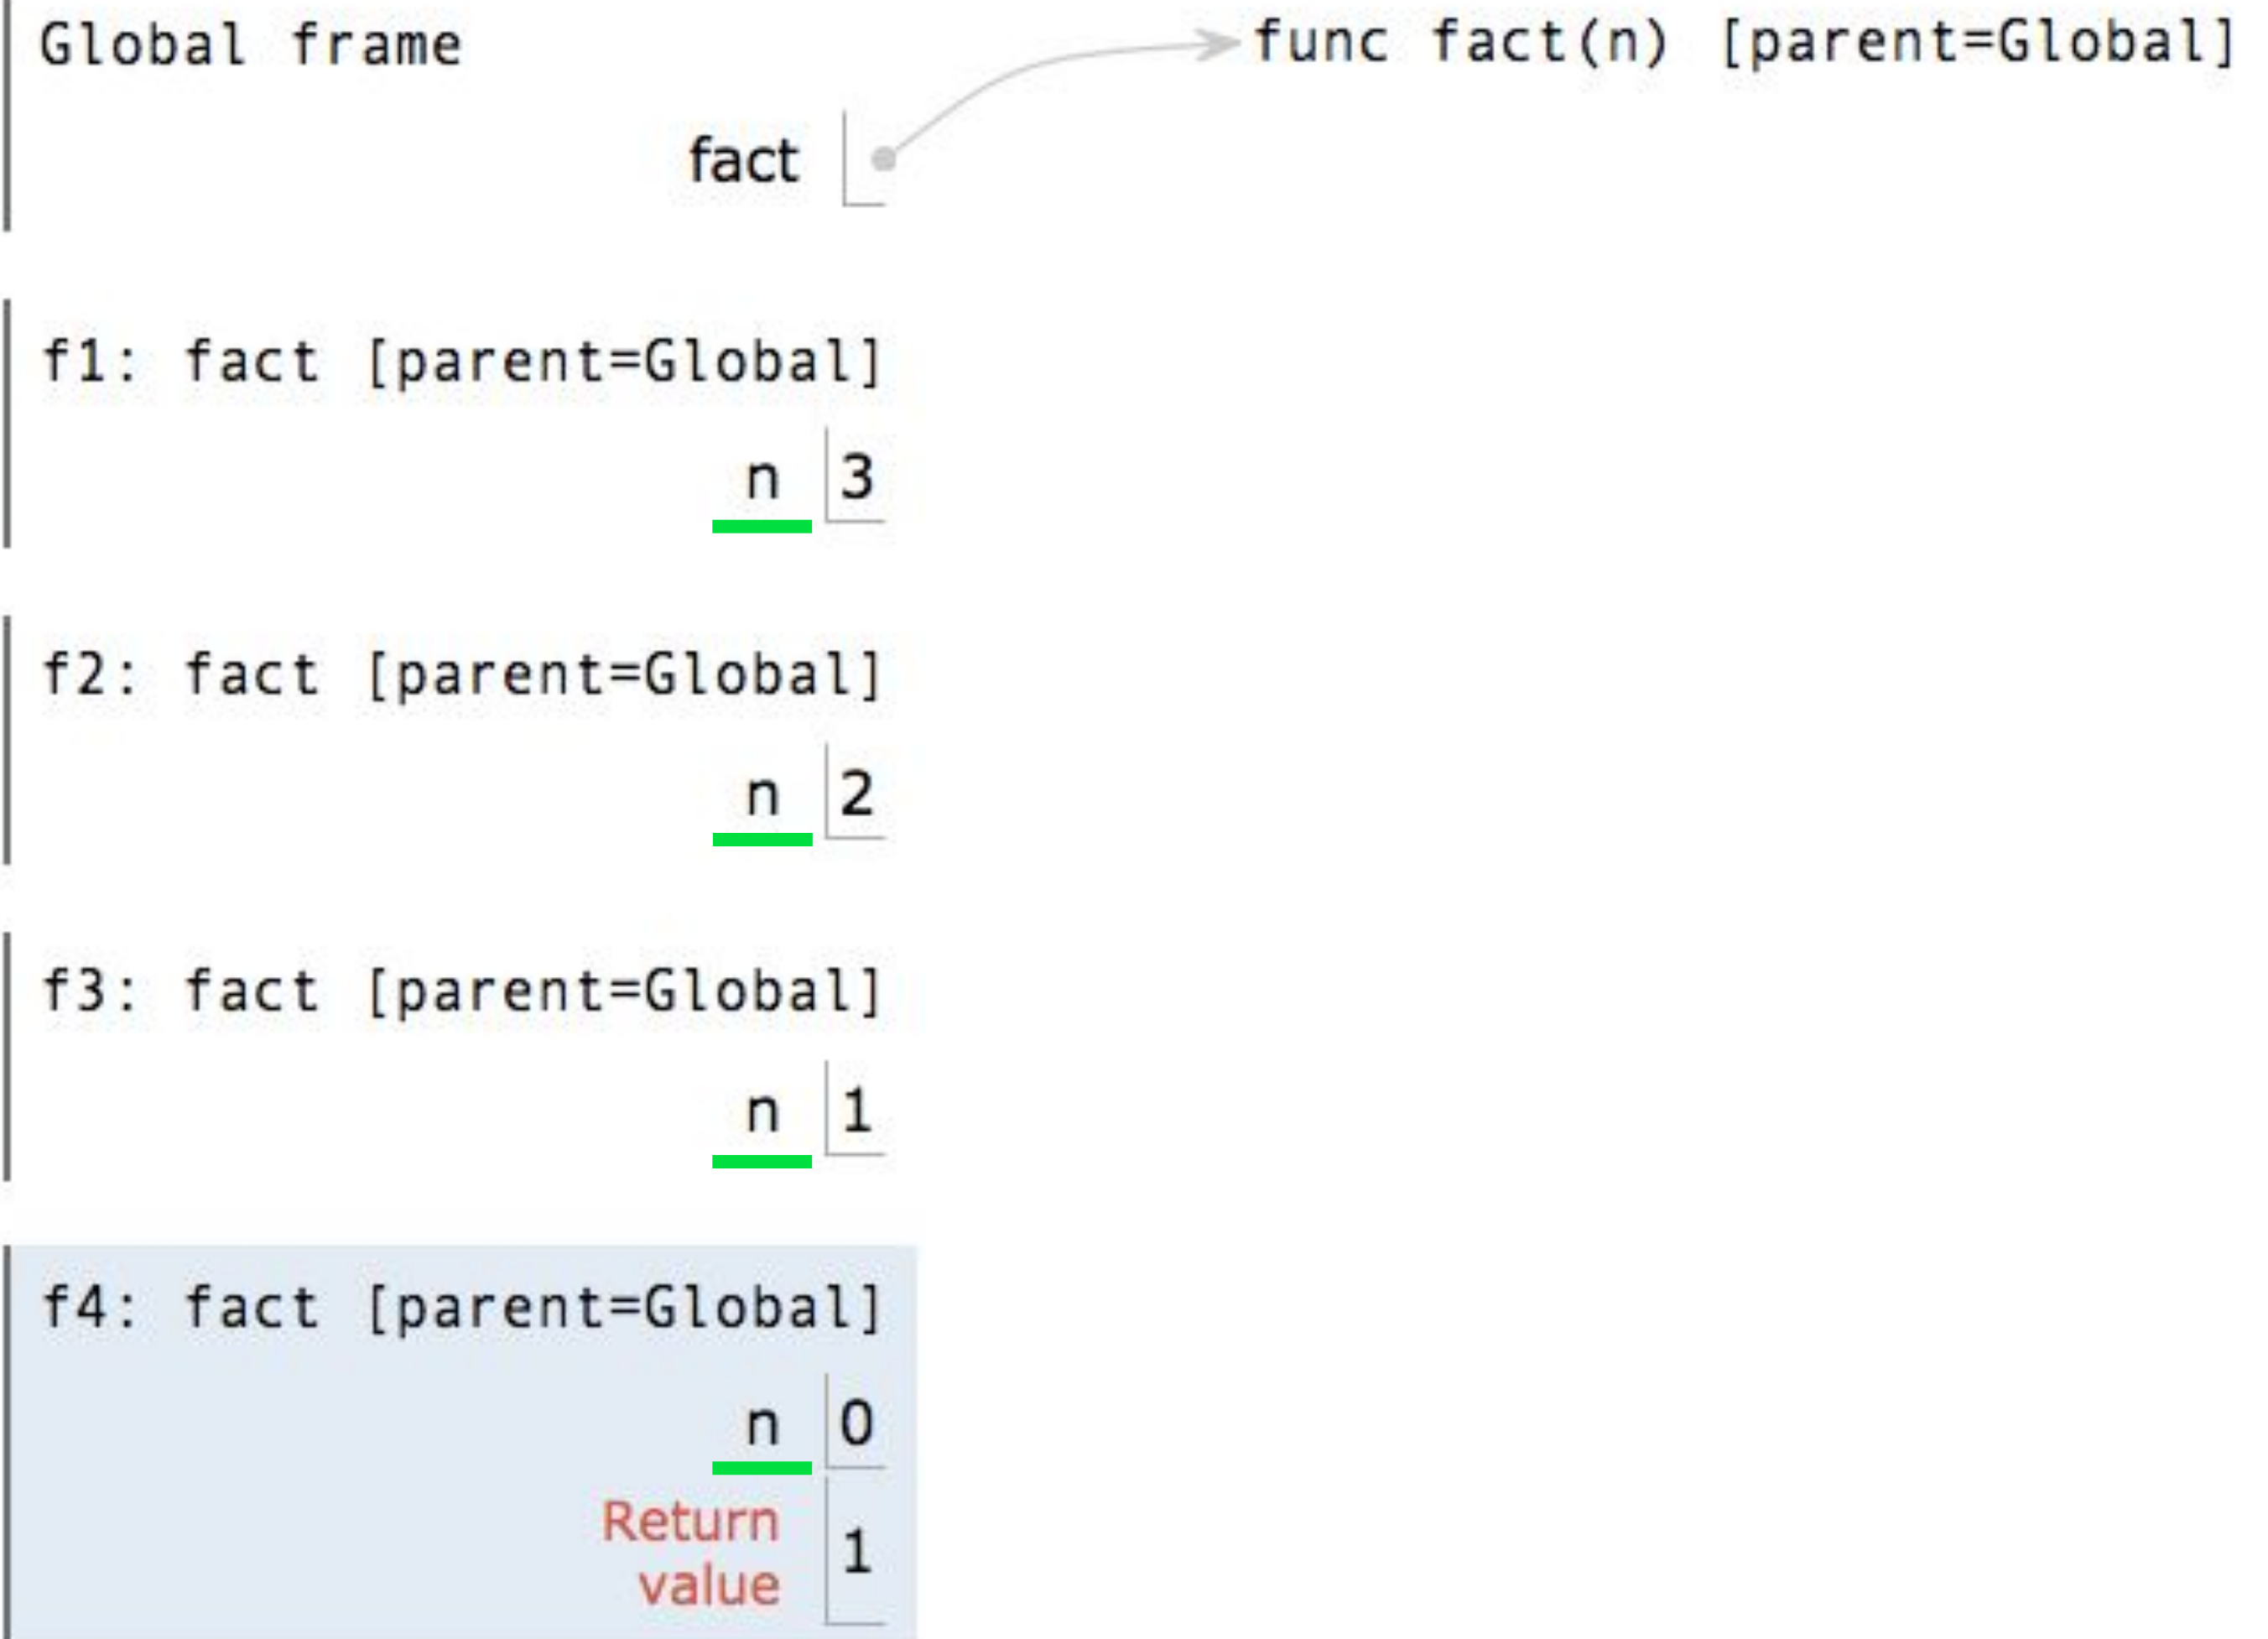 Global frame
func fact(n) [parent=Global]
fact
f1: fact [parent=Global]
n 3
f2: fact [parent=Global]
n 2
f3: fact [parent=Global]
n 1
f4: fact [parent=Global]
n 0
Return
value 1